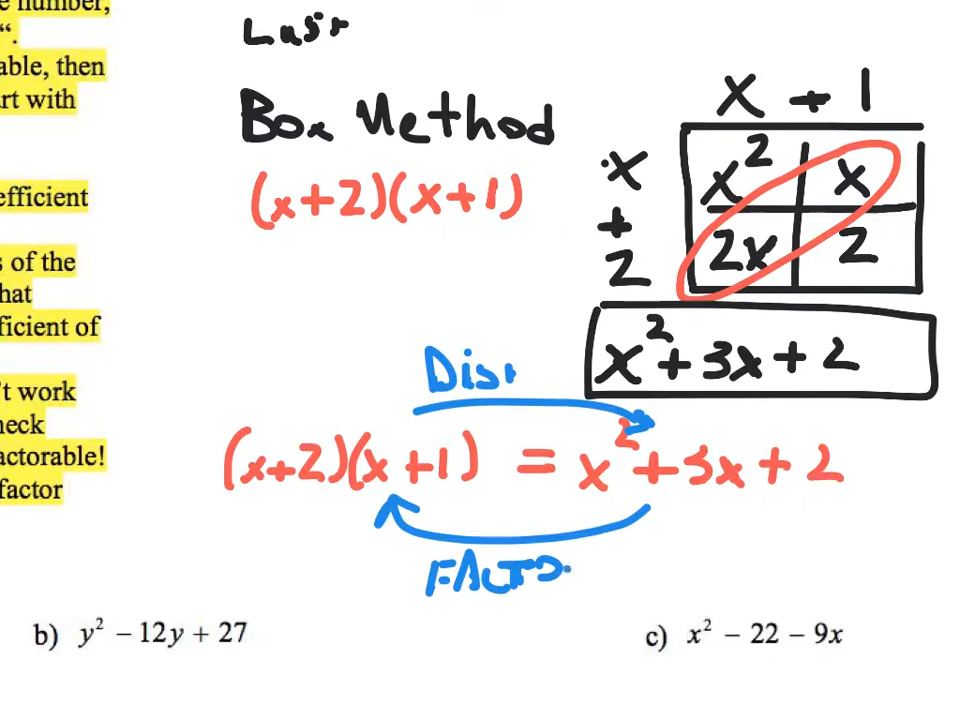 e number,
“.
able, then
rt with
efficient
s of the
hat
ficient of
't work
heck
actorable!
factor
Last
Box Method
(x+2)(x+1)
x + 1
x + 2
x² x
2x 2
x²+3x+2
Dist
(x+2)(x+1) = x²+3x+2
b) y² − 12y + 27
c) x² − 22 − 9x